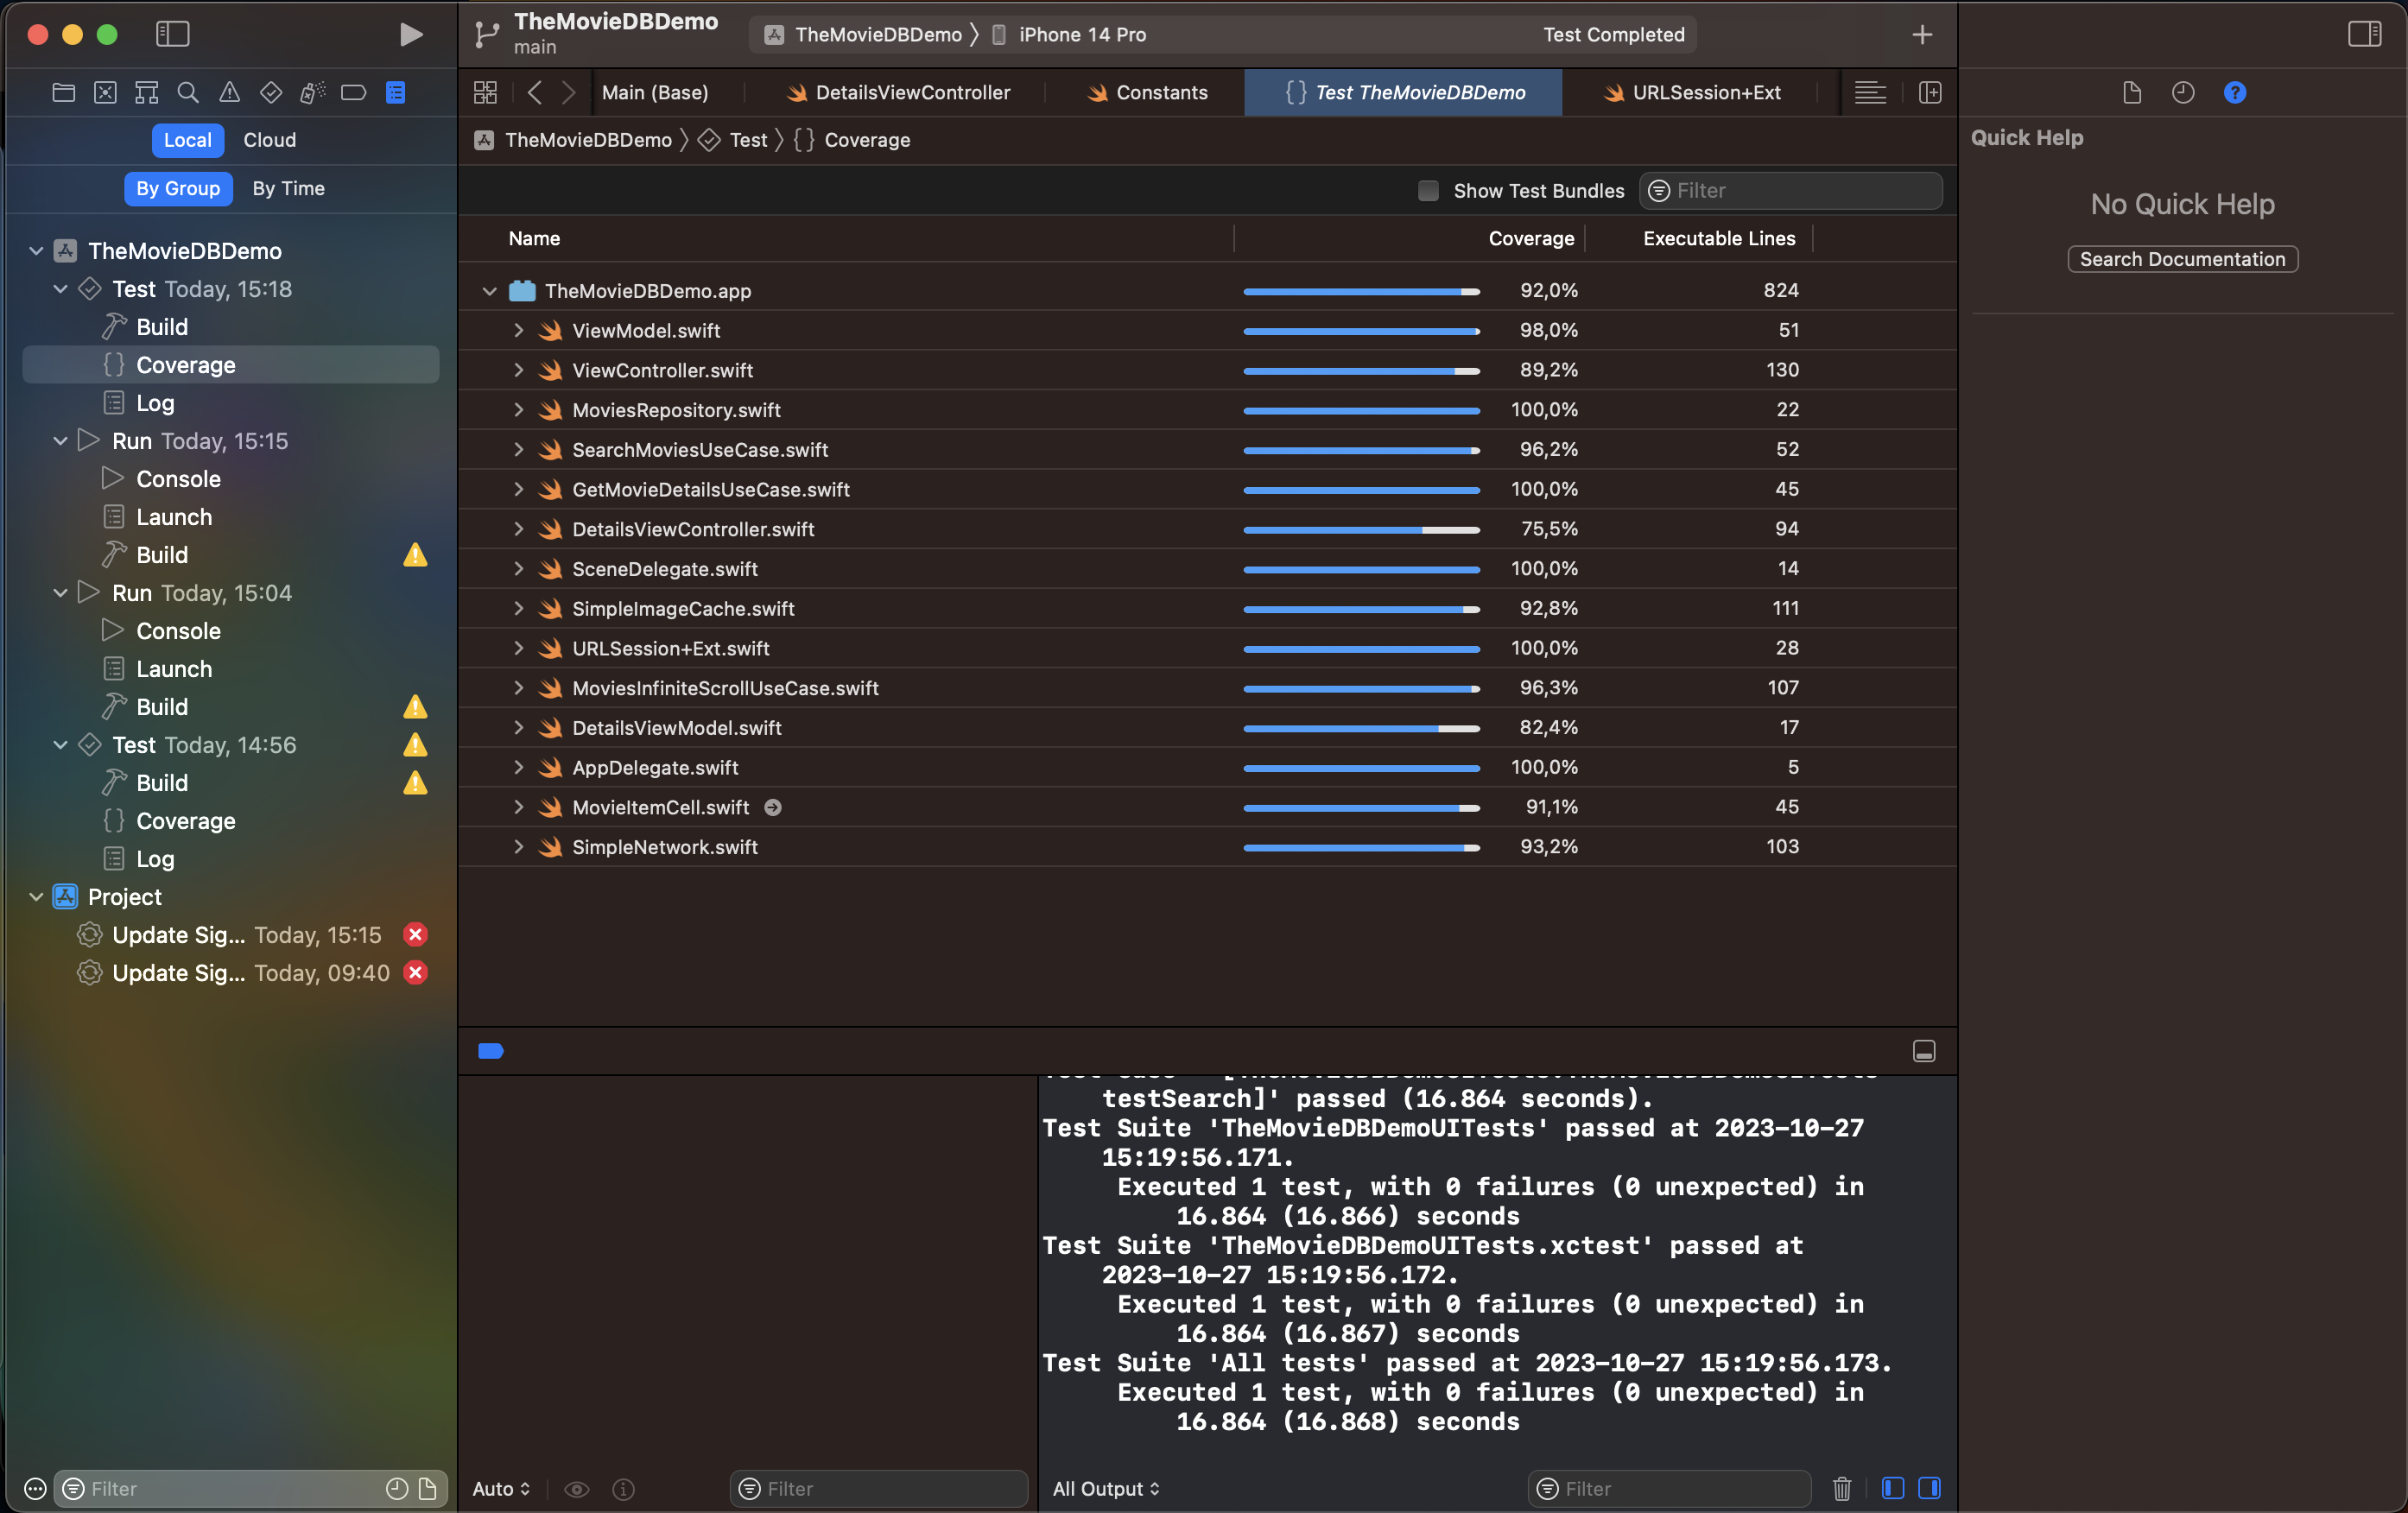 TheMovieDBDemo
main
TheMovieDBDemo
iPhone 14 Pro
Test Completed
Main (Base)
DetailsViewController
Constants
{} Test TheMovieDBDemo
URLSession+Ext
Local
Cloud
TheMovieDBDemo
Test
{} Coverage
Quick Help
By Group
By Time
Show Test Bundles
Filter
No Quick Help
Search Documentation
TheMovieDBDemo
Test Today, 15:18
Build
{} Coverage
Log
Run Today, 15:15
Console
Launch
Build
Run Today, 15:04
Console
Launch
Build
Test Today, 14:56
Build
{} Coverage
Log
Project
Update Sig... Today, 15:15
Update Sig... Today, 09:40
Filter
Name Coverage Executable Lines
TheMovieDBDemo.app 92,0% 824
ViewModel.swift 98,0% 51
ViewController.swift 89,2% 130
MoviesRepository.swift 100,0% 22
SearchMoviesUseCase.swift 96,2% 52
GetMovieDetailsUseCase.swift 100,0% 45
DetailsViewController.swift 75,5% 94
SceneDelegate.swift 100,0% 14
SimpleImageCache.swift 92,8% 111
URLSession+Ext.swift 100,0% 28
MoviesInfiniteScrollUseCase.swift 96,3% 107
DetailsViewModel.swift 82,4% 17
AppDelegate.swift 100,0% 5
MovieItemCell.swift 91,1% 45
SimpleNetwork.swift 93,2% 103
testSearch]' passed (16.864 seconds).
Test Suite 'TheMovieDBDemoUITests' passed at 2023-10-27
15:19:56.171.
Executed 1 test, with 0 failures (0 unexpected) in
16.864 (16.866) seconds
Test Suite 'TheMovieDBDemoUITests.xctest' passed at
2023-10-27 15:19:56.172.
Executed 1 test, with 0 failures (0 unexpected) in
16.864 (16.867) seconds
Test Suite 'All tests' passed at 2023-10-27 15:19:56.173.
Executed 1 test, with 0 failures (0 unexpected) in
16.864 (16.868) seconds
Auto
Filter
All Output
Filter